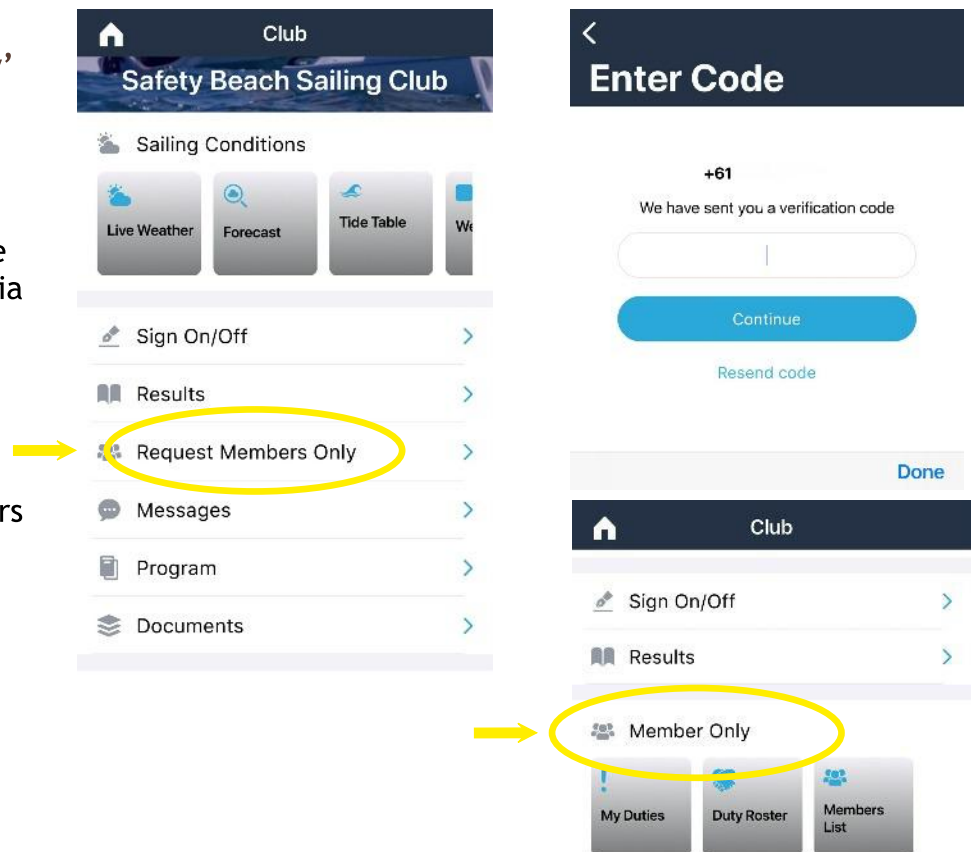 Club
Safety Beach Sailing Club
Sailing Conditions
Live Weather
Forecast
Tide Table
Sign On/Off
Results
Request Members Only
Messages
Program
Documents
Enter Code
+61
We have sent you a verification code
Continue
Resend code
Done
Club
Sign On/Off
Results
Member Only
My Duties
Duty Roster
Members
List